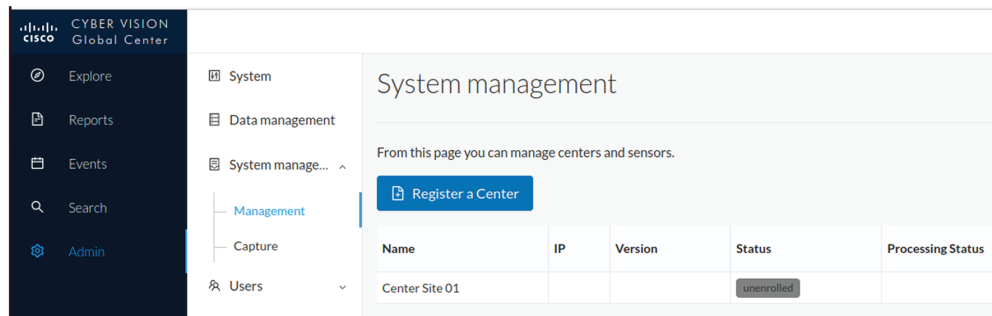 CYBER VISION
cisco Global Center
Explore
Reports
Events
Search
Admin
System
Data management
System manage...
Management
Capture
Users
System management
From this page you can manage centers and sensors.
Register a Center
Name IP Version Status Processing Status
Center Site 01 unenrolled